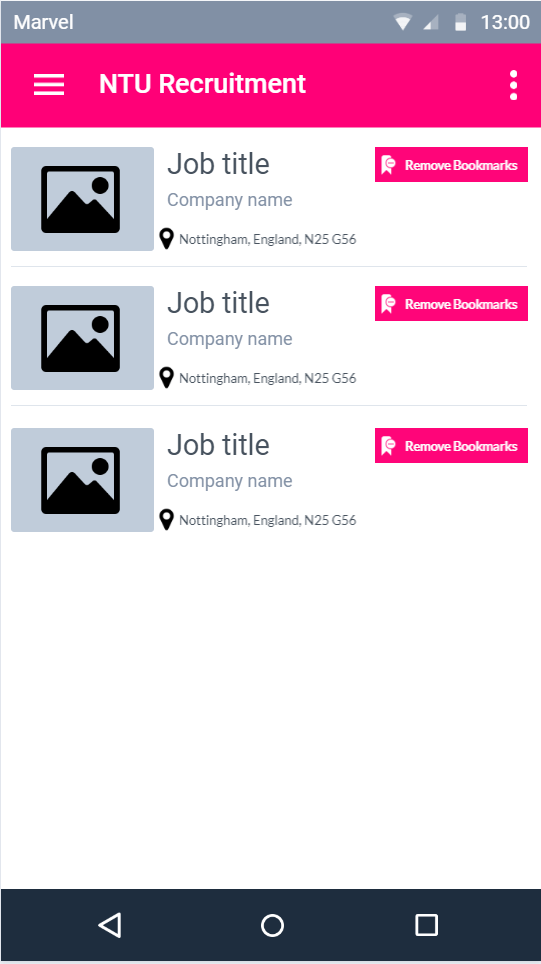 Marvel 13:00
NTU Recruitment
Job title
Remove Bookmarks
Company name
Nottingham, England, N25 G56
Job title
Remove Bookmarks
Company name
Nottingham, England, N25 G56
Job title
Remove Bookmarks
Company name
Nottingham, England, N25 G56